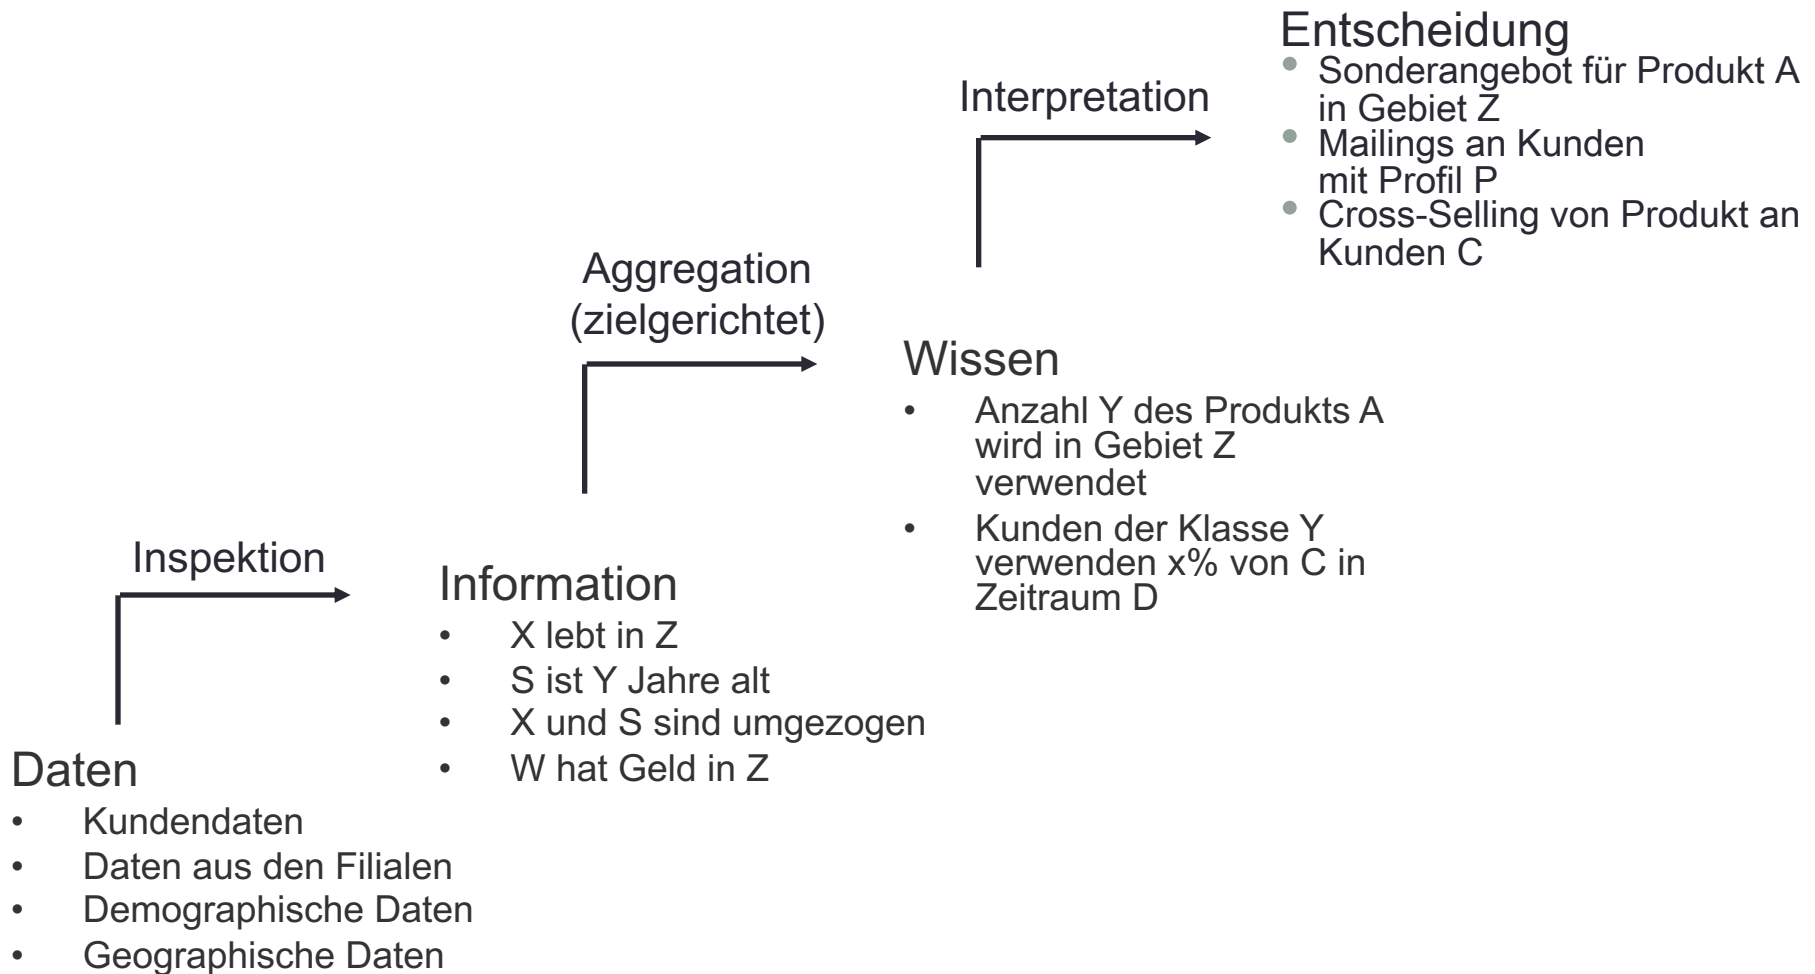 Entscheidung
• Sonderangebot für Produkt A
in Gebiet Z
• Mailings an Kunden
mit Profil P
• Cross-Selling von Produkt an
Kunden C
Interpretation
Aggregation
(zielgerichtet)
Wissen
• Anzahl Y des Produkts A
wird in Gebiet Z
verwendet
• Kunden der Klasse Y
verwenden x% von C in
Zeitraum D
Inspektion
Information
• X lebt in Z
• S ist Y Jahre alt
• X und S sind umgezogen
• W hat Geld in Z
Daten
• Kundendaten
• Daten aus den Filialen
• Demographische Daten
• Geographische Daten